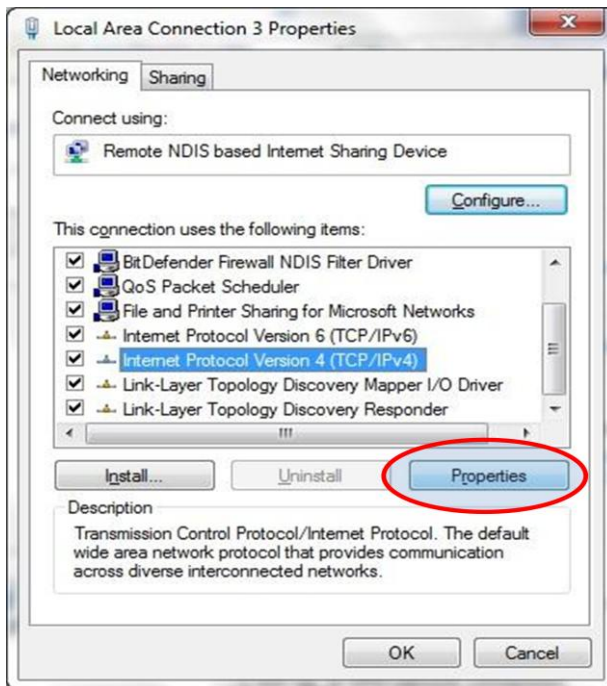 Local Area Connection 3 Properties
Networking
Sharing
Connect using:
Remote NDIS based Internet Sharing Device
Configure...
This connection uses the following items:
BitDefender Firewall NDIS Filter Driver
QoS Packet Scheduler
File and Printer Sharing for Microsoft Networks
Internet Protocol Version 6 (TCP/IPv6)
Internet Protocol Version 4 (TCP/IPv4)
Link-Layer Topology Discovery Mapper I/O Driver
Link-Layer Topology Discovery Responder
Install...
Uninstall
Properties
Description
Transmission Control Protocol/Internet Protocol. The default
wide area network protocol that provides communication
across diverse interconnected networks.
OK
Cancel